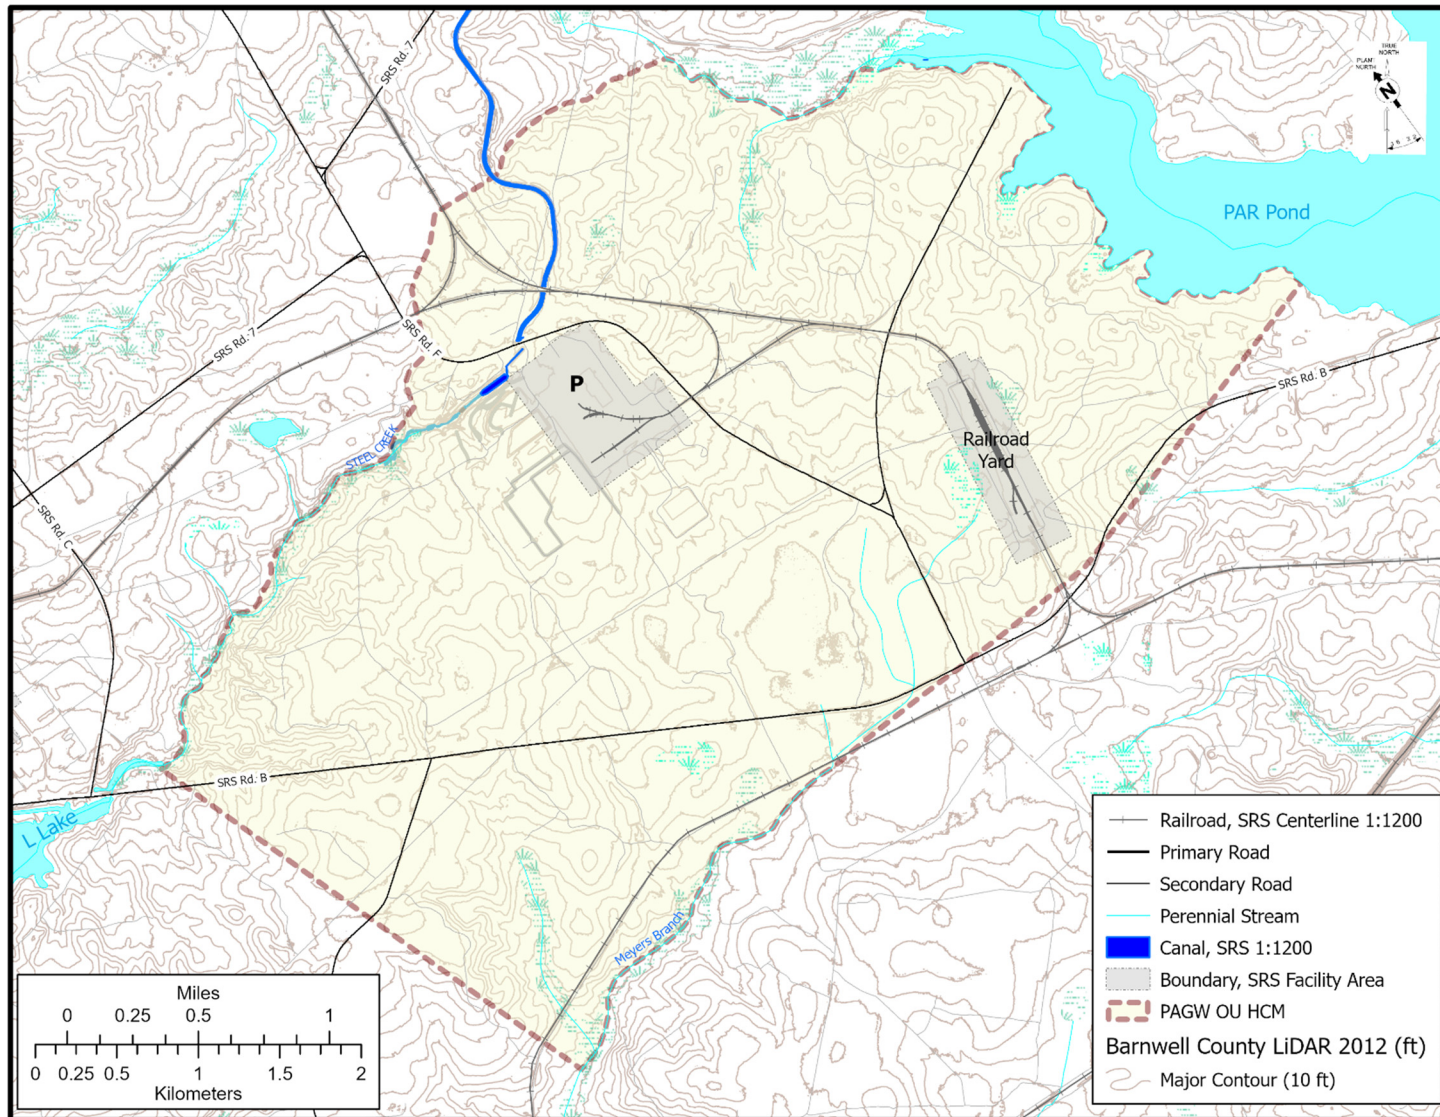 SRS Rd. 7
TRUE
NORTH
PLANT
NORTH
N
PAR Pond
SRS Rd. 7
SRS Rd. F
P
SRS Rd. B
STEEL CREEK
Railroad
Yard
SRS Rd. C
SRS Rd. B
L Lake
Meyers Branch
Miles
0 0.25 0.5 1
0 0.25 0.5 1 1.5 2
Kilometers
Railroad, SRS Centerline 1:1200
Primary Road
Secondary Road
Perennial Stream
Canal, SRS 1:1200
Boundary, SRS Facility Area
PAGW OU HCM
Barnwell County LiDAR 2012 (ft)
Major Contour (10 ft)